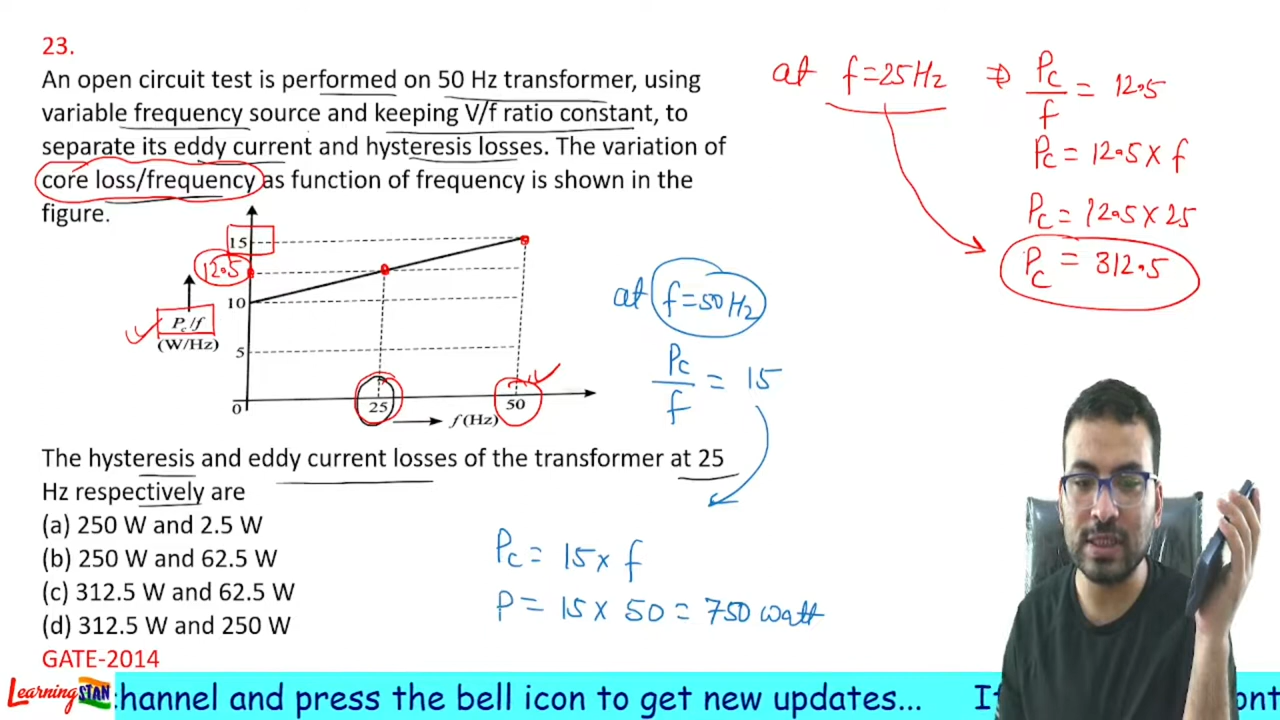 23.
An open circuit test is performed on 50 Hz transformer, using
variable frequency source and keeping V/f ratio constant, to
separate its eddy current and hysteresis losses. The variation of
core loss/frequency as function of frequency is shown in the
figure.
15
12.5
10
Pc/f
(W/Hz)
5
0
25
50
f(Hz)
The hysteresis and eddy current losses of the transformer at 25
Hz respectively are
(a) 250 W and 2.5 W
(b) 250 W and 62.5 W
(c) 312.5 W and 62.5 W
(d) 312.5 W and 250 W
GATE-2014
at f=25Hz ⇒ Pc/f = 12.5
Pc = 12.5 x f
Pc = 12.5 x 25
Pc = 312.5
at f=50Hz
Pc/f = 15
Pc = 15 x f
P = 15 x 50 = 750 watt
Learning STAN
channel and press the bell icon to get new updates... If
ont